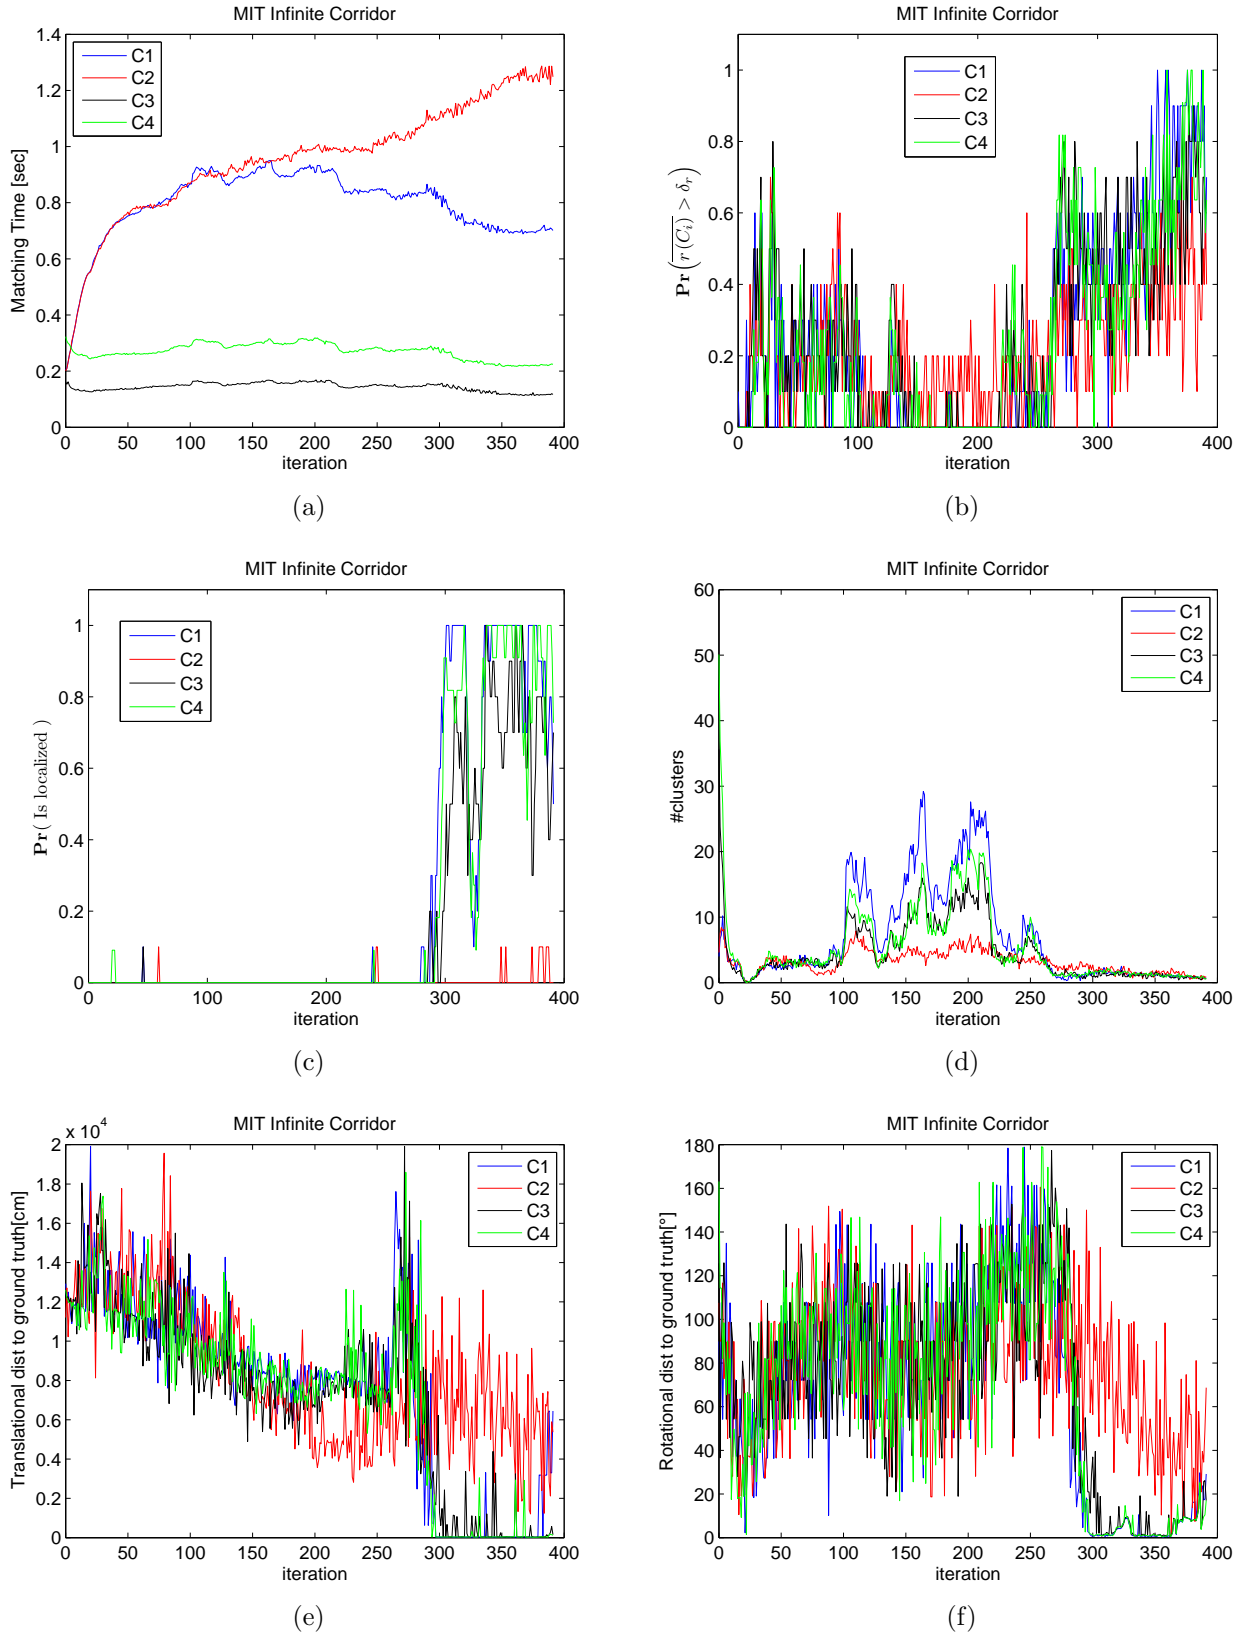 MIT Infinite Corridor
1.4
1.2
1
0.8
0.6
0.4
0.2
0
Matching Time [sec]
C1
C2
C3
C4
0 50 100 150 200 250 300 350 400
iteration
(a)
MIT Infinite Corridor
1
0.8
0.6
0.4
0.2
0
Pr(r(C_i) > δ_r)
C1
C2
C3
C4
0 100 200 300 400
iteration
(b)
MIT Infinite Corridor
1
0.8
0.6
0.4
0.2
0
Pr( Is localized )
C1
C2
C3
C4
0 100 200 300 400
iteration
(c)
MIT Infinite Corridor
60
50
40
30
20
10
0
#clusters
C1
C2
C3
C4
0 50 100 150 200 250 300 350 400
iteration
(d)
MIT Infinite Corridor
x 10^4
2
1.8
1.6
1.4
1.2
1
0.8
0.6
0.4
0.2
0
Translational dist to ground truth[cm]
C1
C2
C3
C4
0 50 100 150 200 250 300 350 400
iteration
(e)
MIT Infinite Corridor
180
160
140
120
100
80
60
40
20
0
Rotational dist to ground truth[°]
C1
C2
C3
C4
0 50 100 150 200 250 300 350 400
iteration
(f)